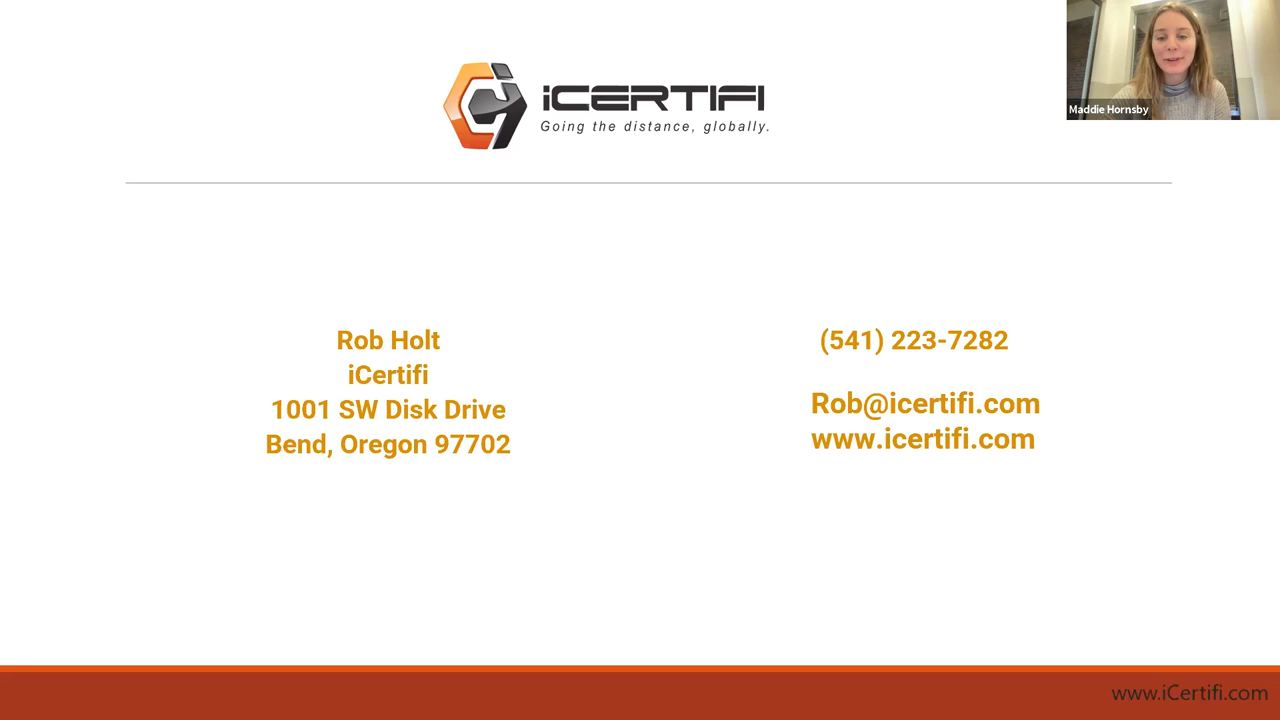 iCERTIFI
Going the distance, globally.
Maddie Hornsby
Rob Holt
iCertifi
1001 SW Disk Drive
Bend, Oregon 97702
(541) 223-7282
Rob@icertifi.com
www.icertifi.com
www.iCertifi.com